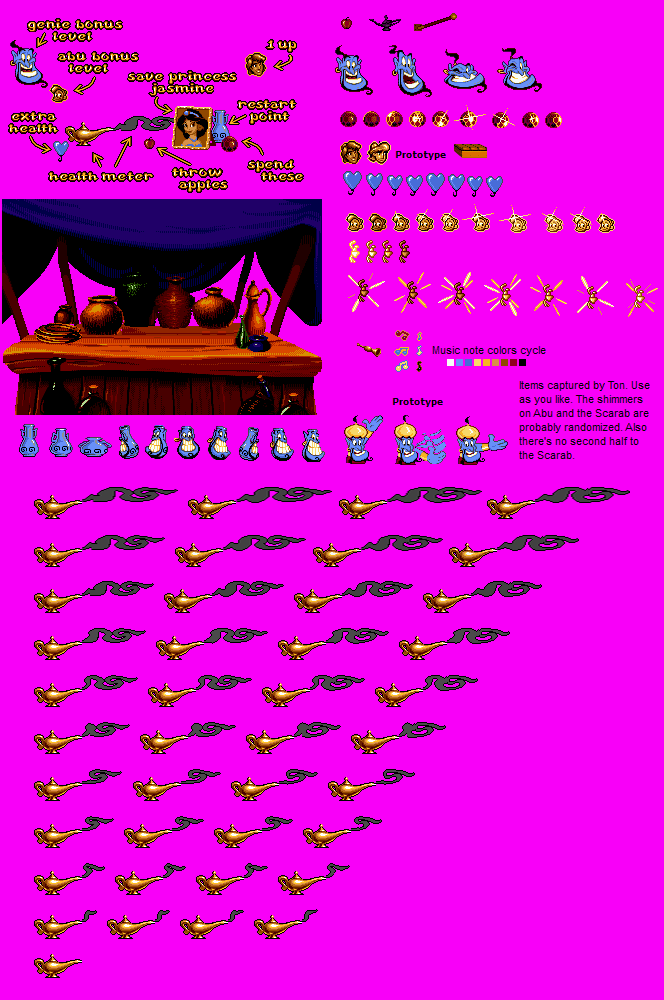 genie bonus
level
1 up
abu bonus
level
save princess
jasmine
restart
point
extra
health
health meter
throw
apples
spend
these
Prototype
Music note colors cycle
Prototype
Items captured by Ton. Use
as you like. The shimmers
on Abu and the Scarab are
probably randomized. Also
there's no second half to
the Scarab.